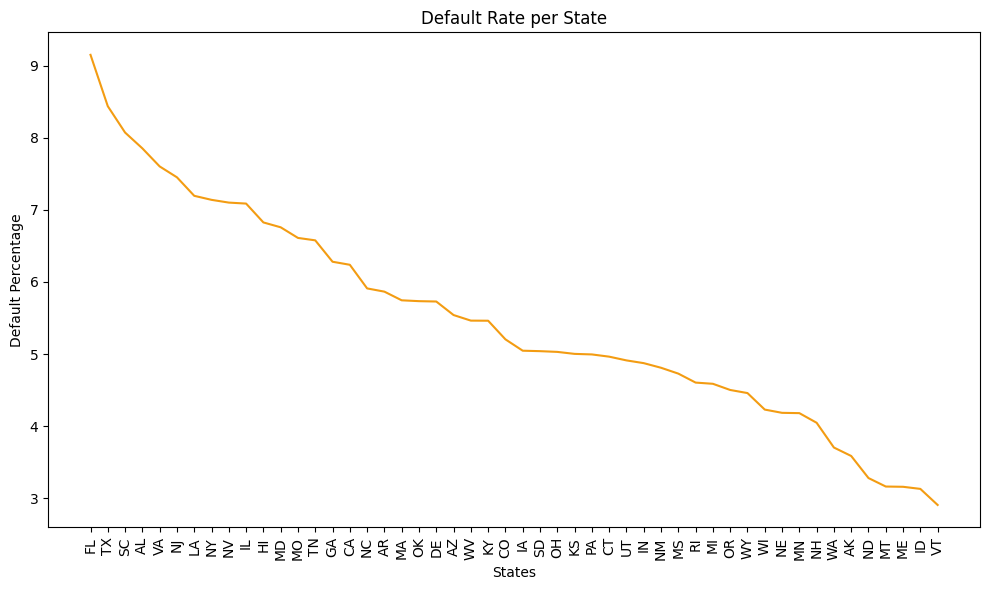 Default Rate per State
Default Percentage
9
8
7
6
5
4
3
FL TX SC AL VA NJ LA NY NV IL HI MD MO TN GA CA NC AR MA OK DE AZ WV KY CO IA SD OH KS PA CT UT IN NM MS RI MI OR WY WI NE MN NH WA AK ND MT ME ID VT
States